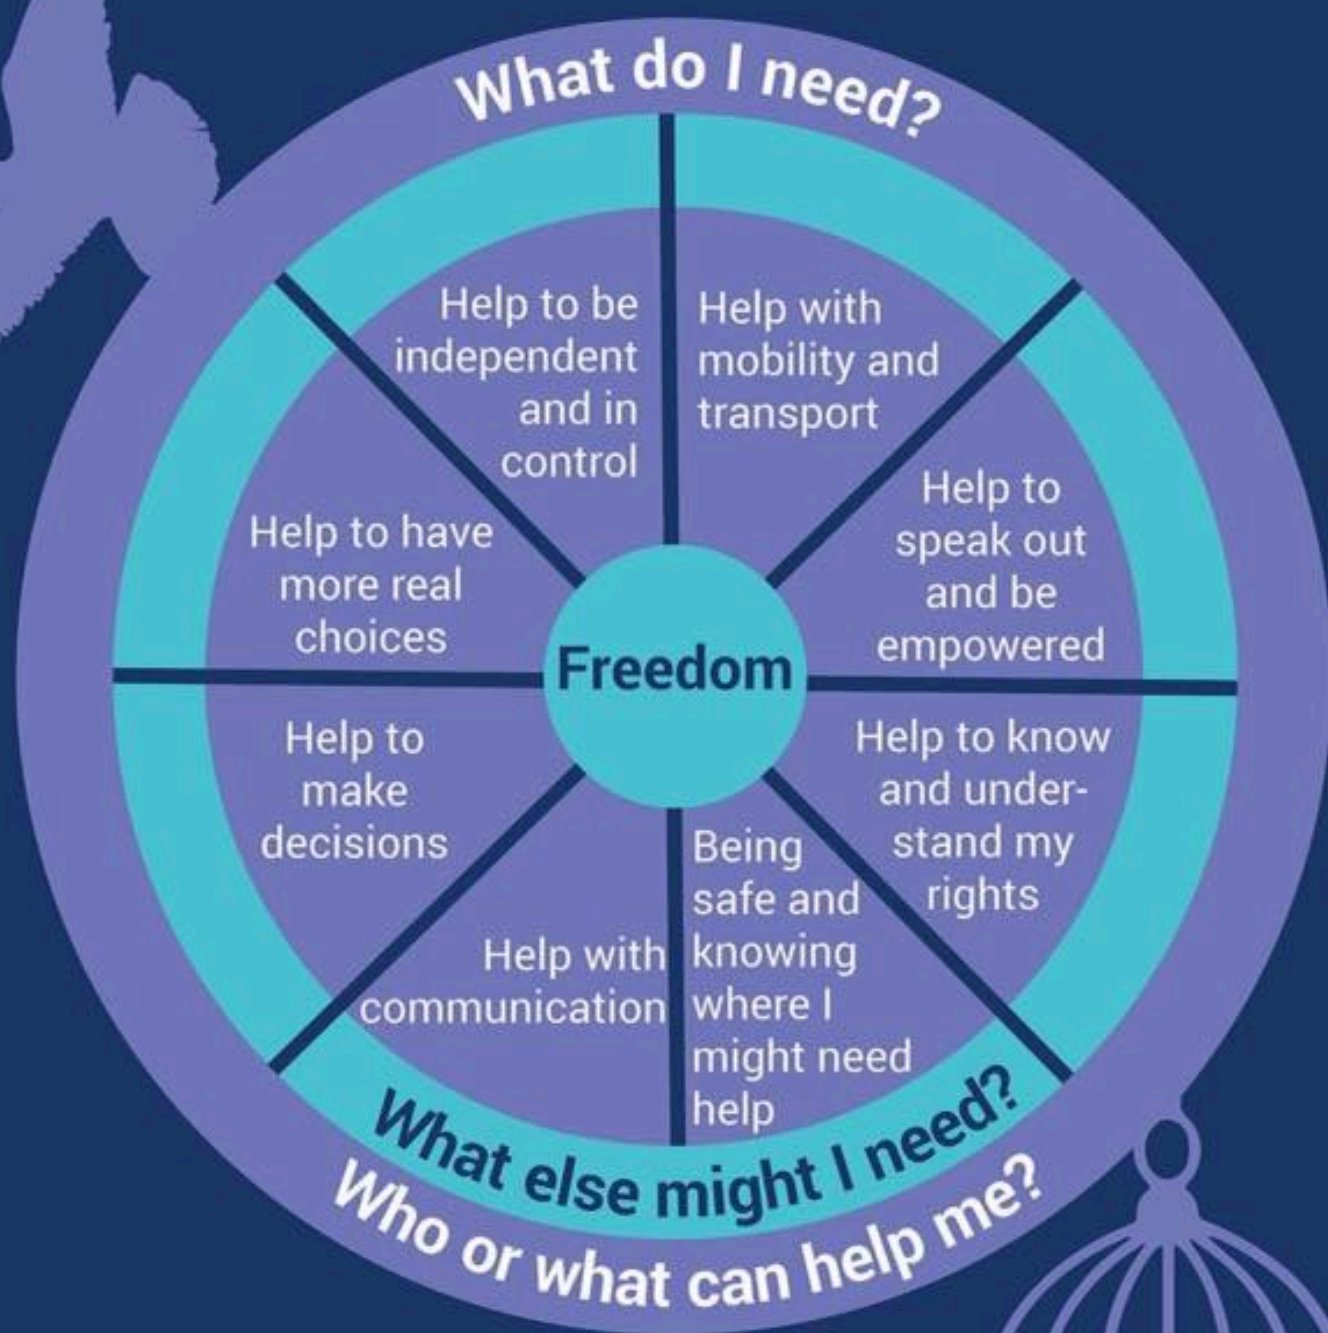 What do I need?
Help to be
independent
and in
control
Help with
mobility and
transport
Help to
speak out
and be
empowered
Help to know
and under-
stand my
rights
Being
safe and
knowing
where I
might need
help
Help with
communication
Help to
make
decisions
Help to have
more real
choices
Freedom
What else might I need?
Who or what can help me?